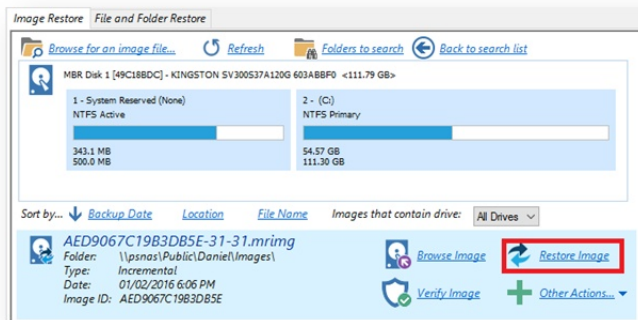 Image Restore File and Folder Restore
Browse for an image file... Refresh Folders to search Back to search list
MBR Disk 1 [49C18BDC] - KINGSTON SV300S37A120G 603ABBF0 <111.79 GB>
1 - System Reserved (None) 2 - (C:)
NTFS Active NTFS Primary
343.1 MB 54.57 GB
500.0 MB 111.30 GB
Sort by... Backup Date Location File Name Images that contain drive: All Drives
AED9067C19B3DB5E-31-31.mrimg
Folder: \\psnas\Public\Daniel\Images\ Browse Image Restore Image
Type: Incremental
Date: 01/02/2016 6:06 PM Verify Image Other Actions...
Image ID: AED9067C19B3DB5E